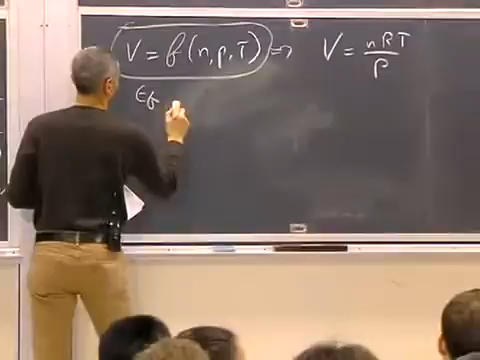 V = f(n,p,T) ⇒ V = nRT/p